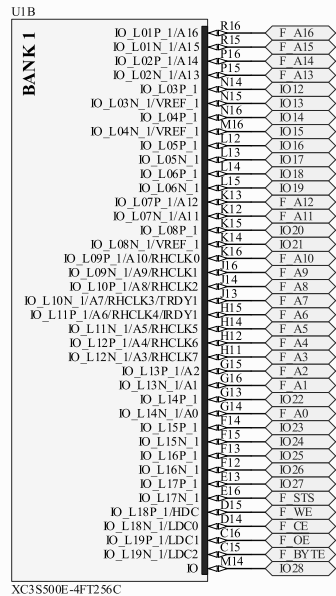 U1B
BANK 1
IO_L01P_1/A16 R16 F_A16
IO_L01N_1/A15 R15 F_A15
IO_L02P_1/A14 P16 F_A14
IO_L02N_1/A13 P15 F_A13
IO_L03P_1 N14 IO12
IO_L03N_1/VREF_1 N15 IO13
IO_L04P_1 N16 IO14
IO_L04N_1/VREF_1 M16 IO15
IO_L05P_1 L12 IO16
IO_L05N_1 L13 IO17
IO_L06P_1 L14 IO18
IO_L06N_1 L15 IO19
IO_L07P_1/A12 K13 F_A12
IO_L07N_1/A11 K12 F_A11
IO_L08P_1 K15 IO20
IO_L08N_1/VREF_1 K14 IO21
IO_L09P_1/A10/RHCLK0 K16 F_A10
IO_L09N_1/A9/RHCLK1 J16 F_A9
IO_L10P_1/A8/RHCLK2 J14 F_A8
IO_L10N_1/A7/RHCLK3/TRDY1 J13 F_A7
IO_L11P_1/A6/RHCLK4/IRDY1 H15 F_A6
IO_L11N_1/A5/RHCLK5 H14 F_A5
IO_L12P_1/A4/RHCLK6 H12 F_A4
IO_L12N_1/A3/RHCLK7 H11 F_A3
IO_L13P_1/A2 G15 F_A2
IO_L13N_1/A1 G16 F_A1
IO_L14P_1 G13 IO22
IO_L14N_1/A0 G14 F_A0
IO_L15P_1 F14 IO23
IO_L15N_1 F15 IO24
IO_L16P_1 F13 IO25
IO_L16N_1 F12 IO26
IO_L17P_1 E13 IO27
IO_L17N_1 E16 F_STS
IO_L18P_1/HDC D15 F_WE
IO_L18N_1/LDC0 D14 F_CE
IO_L19P_1/LDC1 C16 F_OE
IO_L19N_1/LDC2 C15 F_BYTE
IO M14 IO28
XC3S500E-4FT256C